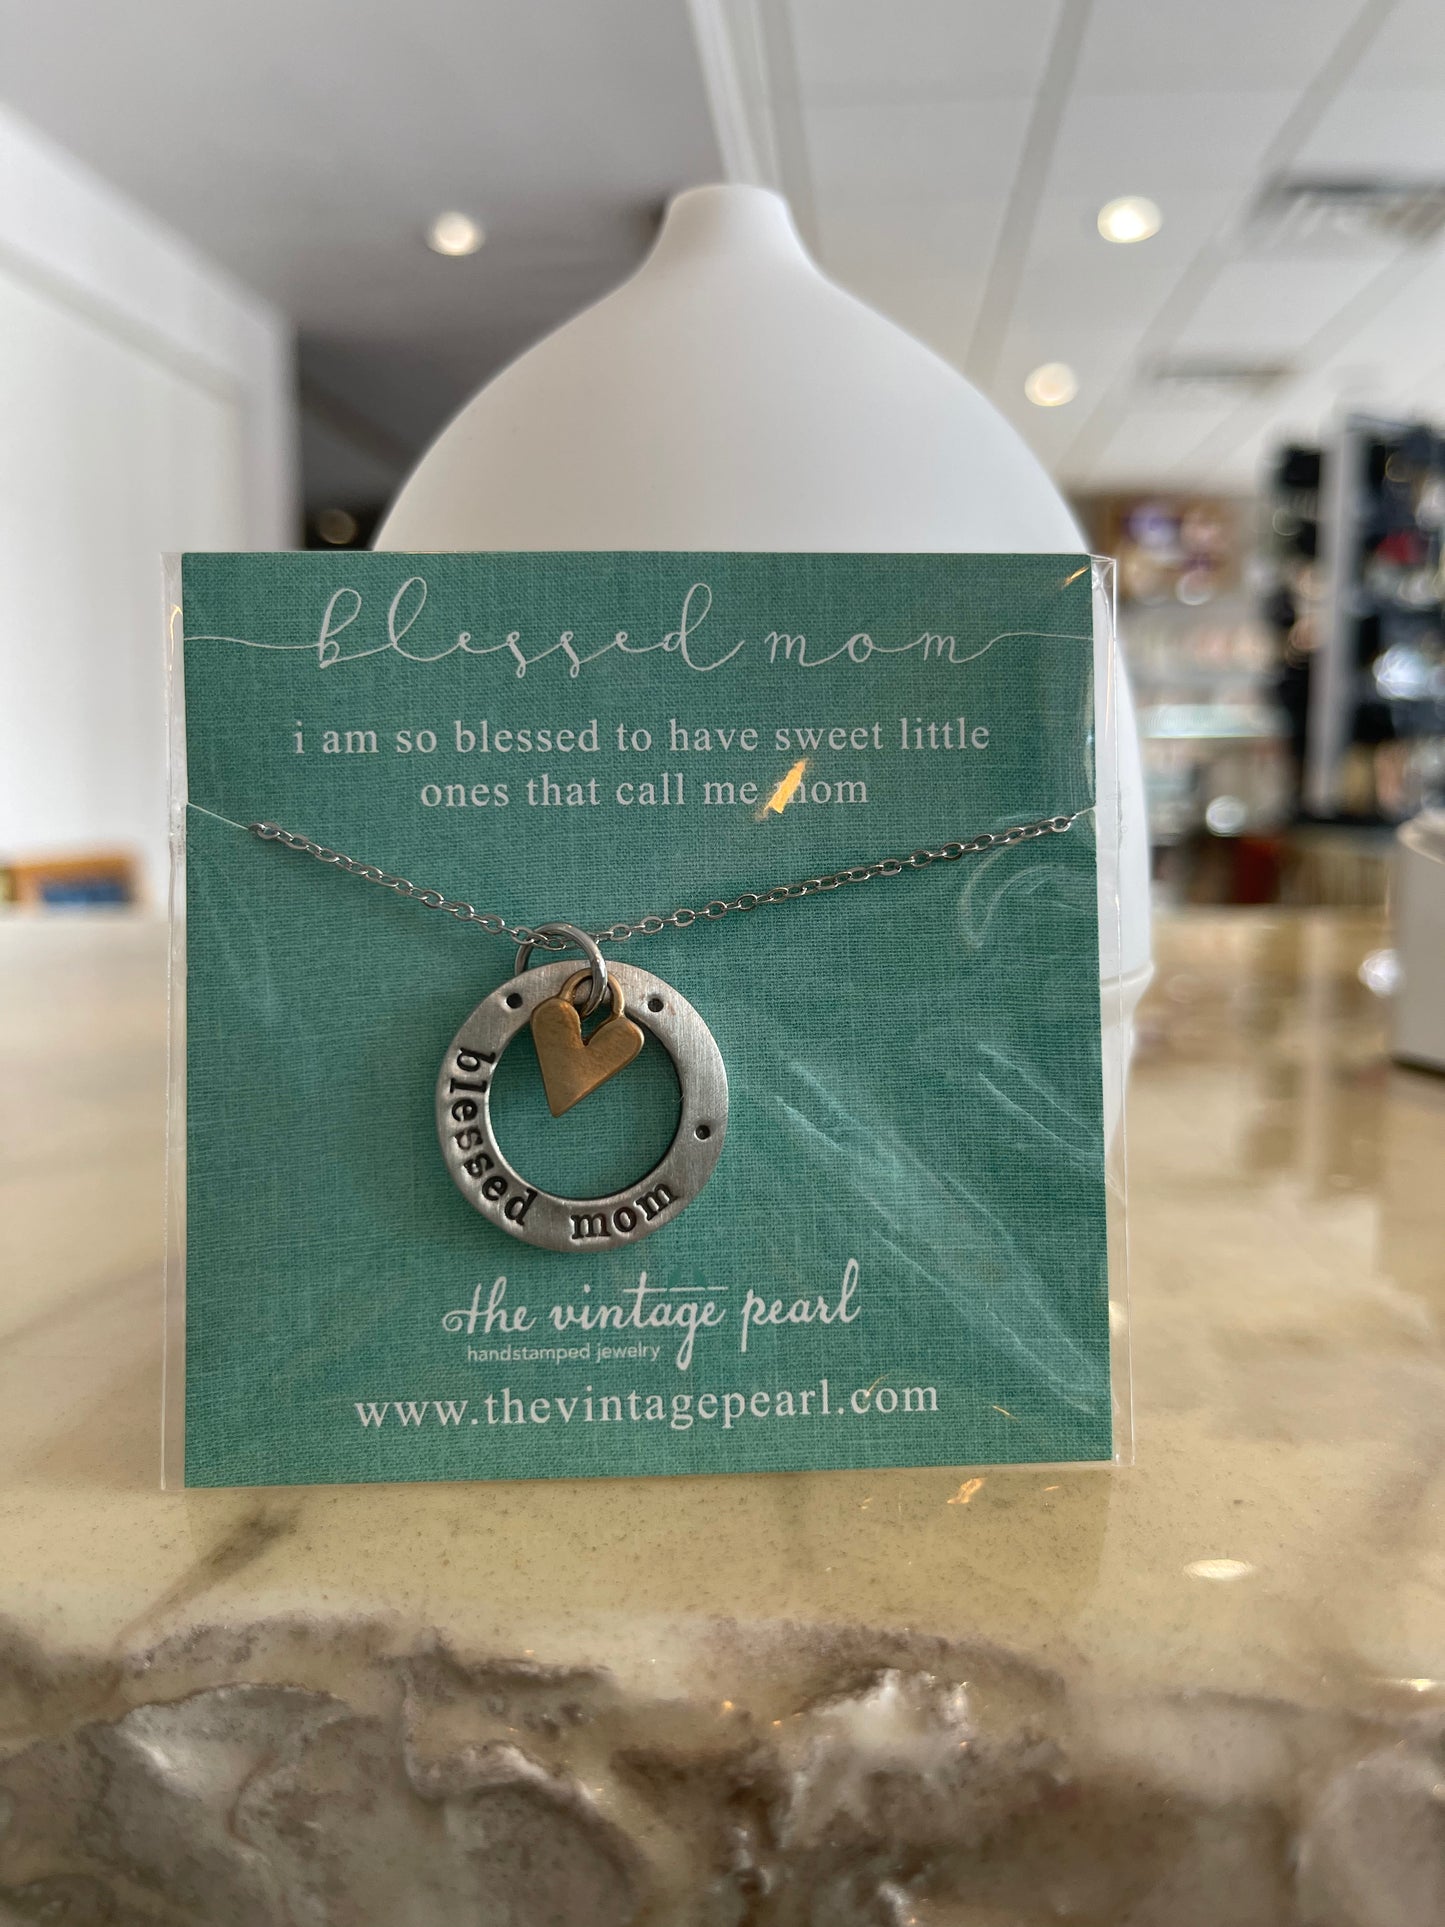 blessed mom
i am so blessed to have sweet little
ones that call me mom
blessed mom
the vintage pearl
handstamped jewelry
www.thevintagepearl.com